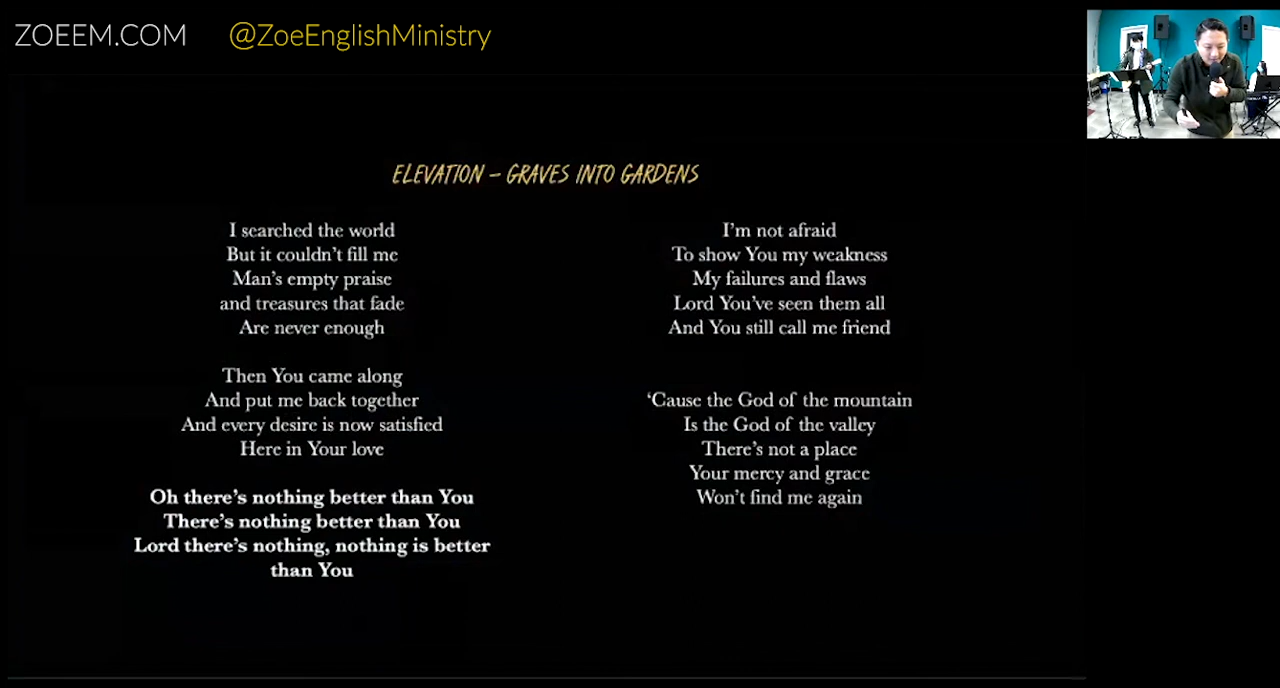 ZOEEM.COM @ZoeEnglishMinistry
ELEVATION – GRAVES INTO GARDENS
I searched the world
But it couldn't fill me
Man's empty praise
and treasures that fade
Are never enough
Then You came along
And put me back together
And every desire is now satisfied
Here in Your love
Oh there's nothing better than You
There's nothing better than You
Lord there's nothing, nothing is better
than You
I'm not afraid
To show You my weakness
My failures and flaws
Lord You've seen them all
And You still call me friend
‘Cause the God of the mountain
Is the God of the valley
There's not a place
Your mercy and grace
Won't find me again